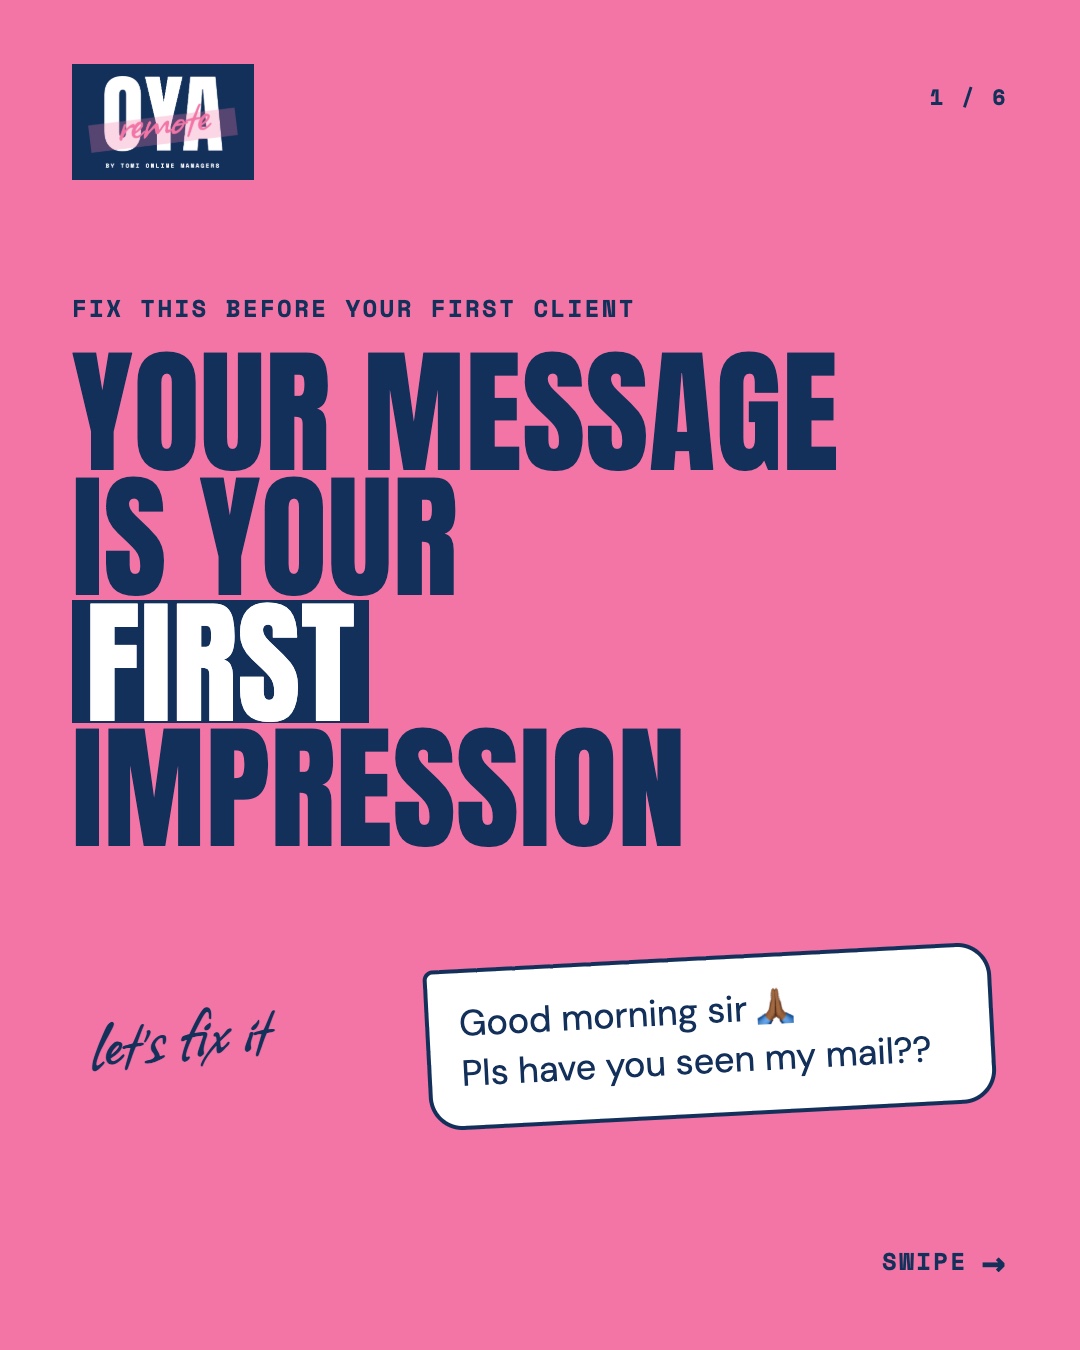 OYA
remote
BY TOMI ONLINE MANAGERS
1 / 6
FIX THIS BEFORE YOUR FIRST CLIENT
YOUR MESSAGE
IS YOUR
FIRST
IMPRESSION
let's fix it
Good morning sir 🙏🏾
Pls have you seen my mail??
SWIPE →